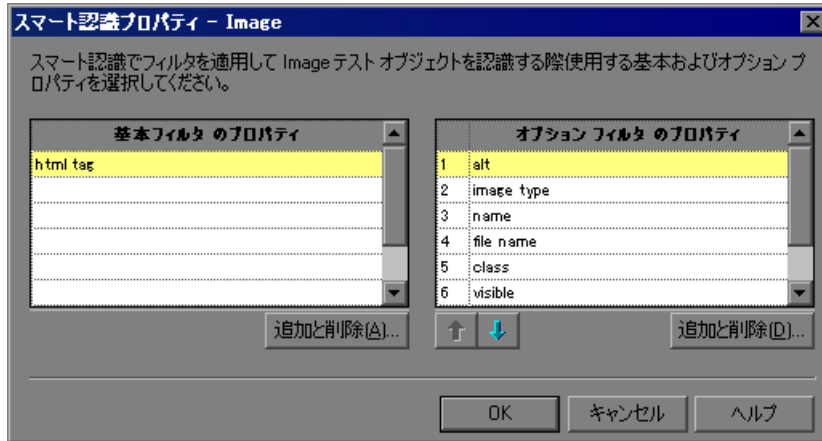 スマート認識プロパティ - Image
スマート認識でフィルタを適用して Image テスト オブジェクトを認識する際使用する基本およびオプション プ
ロパティを選択してください。
基本フィルタ のプロパティ
html tag
追加と削除(A)...
オプション フィルタ のプロパティ
1 alt
2 image type
3 name
4 file name
5 class
6 visible
追加と削除(D)...
OK
キャンセル
ヘルプ